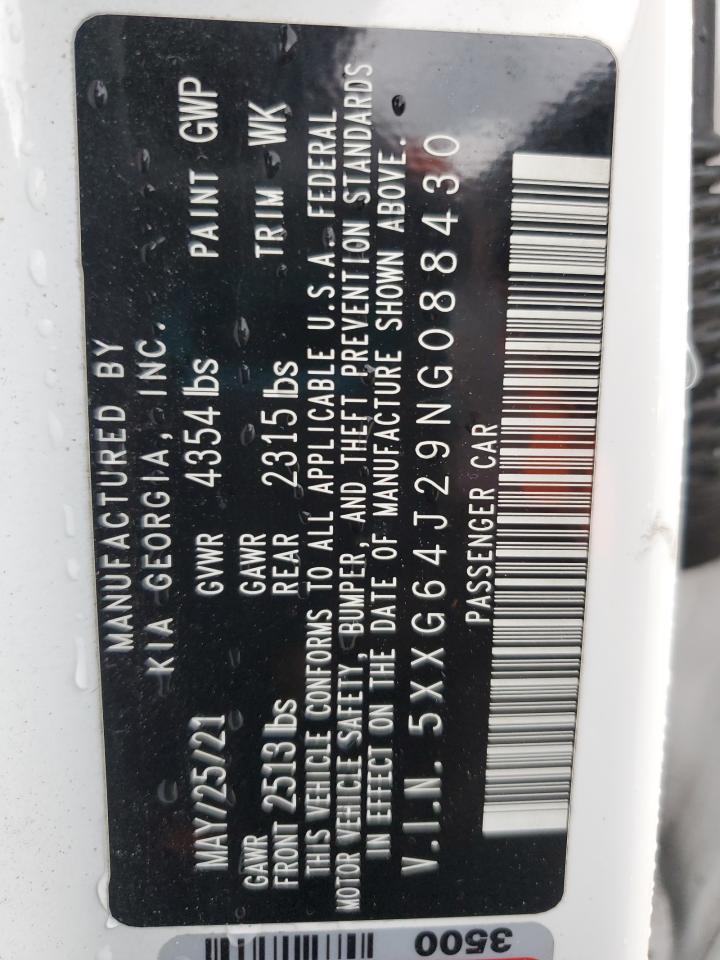 MANUFACTURED BY
KIA GEORGIA, INC.
MAY/25/21 GVWR 4354 lbs PAINT GWP
GAWR FRONT 2513 lbs GAWR REAR 2315 lbs TRIM WK
THIS VEHICLE CONFORMS TO ALL APPLICABLE U.S.A. FEDERAL
MOTOR VEHICLE SAFETY, BUMPER, AND THEFT PREVENTION STANDARDS
IN EFFECT ON THE DATE OF MANUFACTURE SHOWN ABOVE.
V.I.N. 5XXG64J29NG088430
PASSENGER CAR
3500